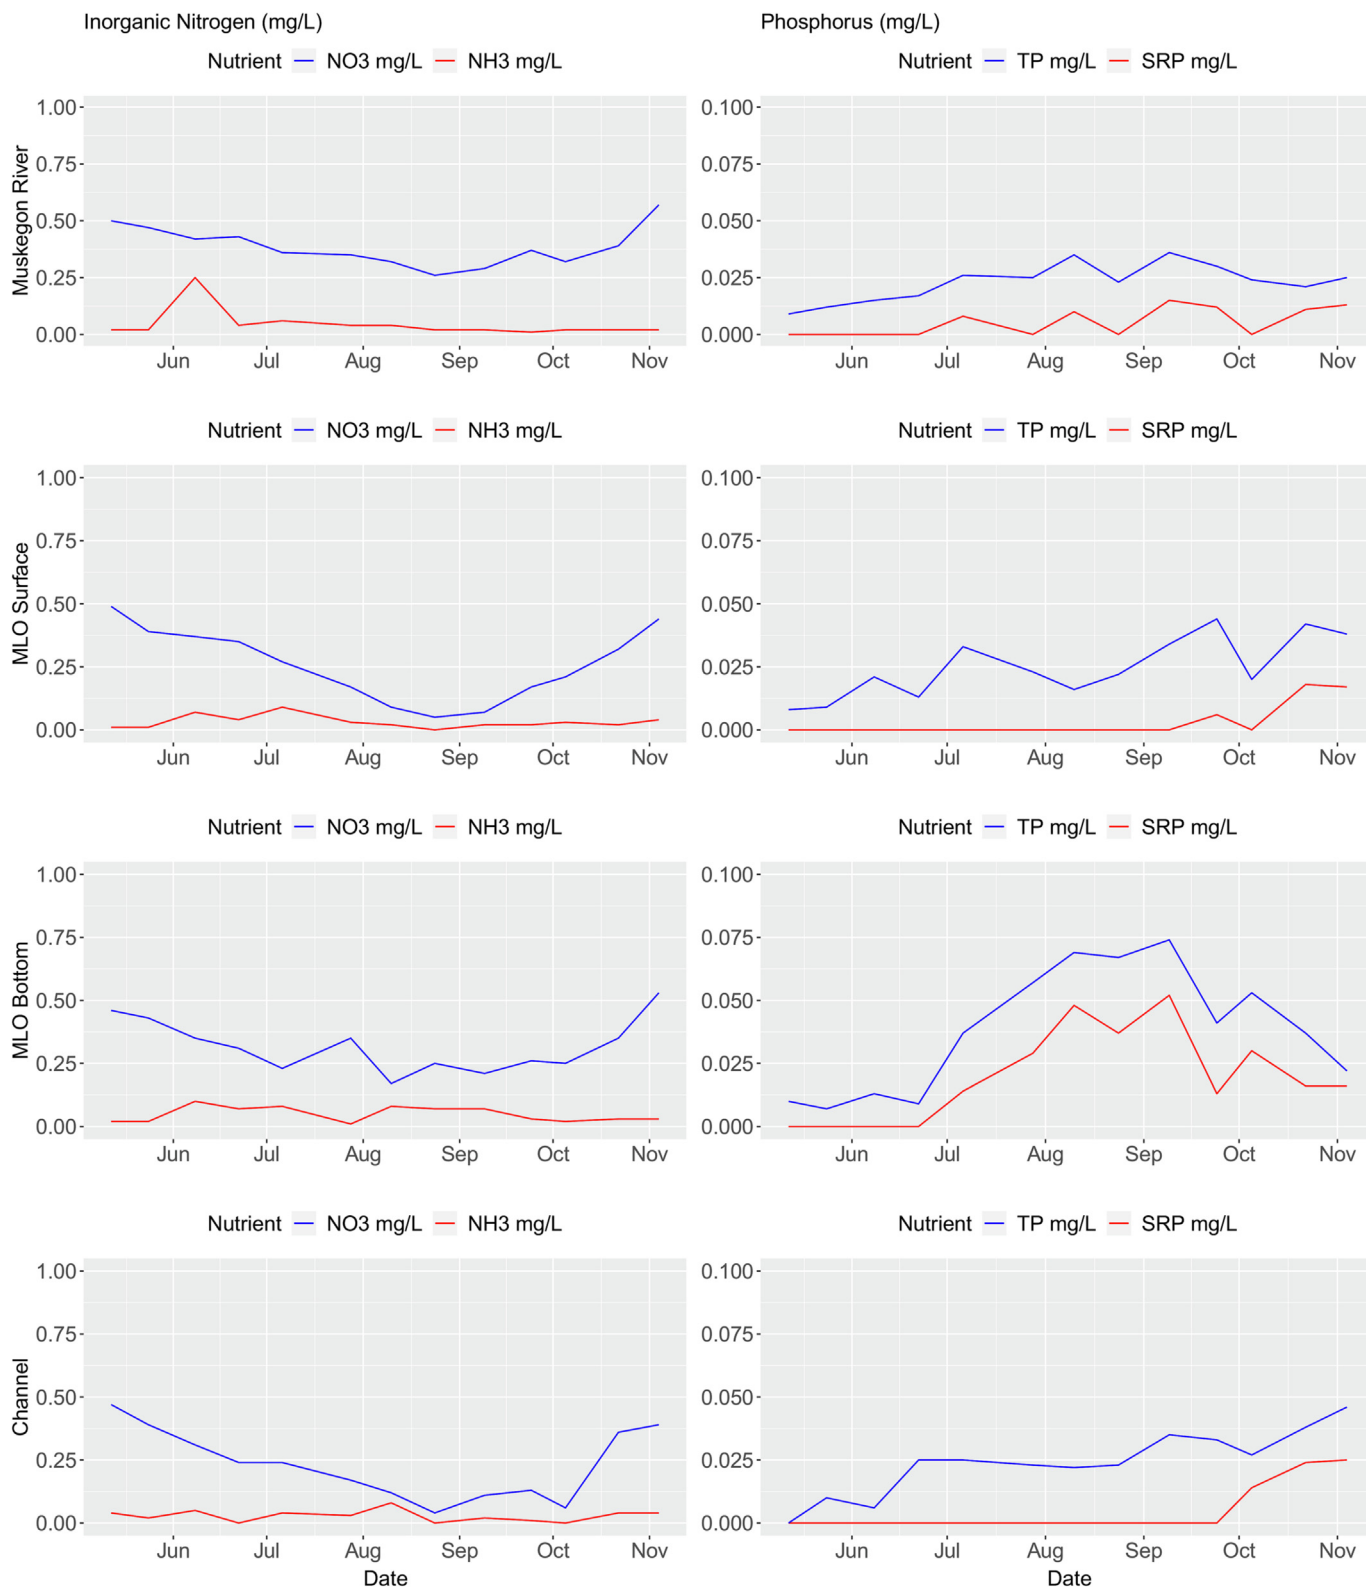 Inorganic Nitrogen (mg/L)
Phosphorus (mg/L)
Nutrient NO3 mg/L NH3 mg/L
Nutrient TP mg/L SRP mg/L
Muskegon River
1.00
0.75
0.50
0.25
0.00
Jun Jul Aug Sep Oct Nov
0.100
0.075
0.050
0.025
0.000
Jun Jul Aug Sep Oct Nov
Nutrient NO3 mg/L NH3 mg/L
Nutrient TP mg/L SRP mg/L
MLO Surface
1.00
0.75
0.50
0.25
0.00
Jun Jul Aug Sep Oct Nov
0.100
0.075
0.050
0.025
0.000
Jun Jul Aug Sep Oct Nov
Nutrient NO3 mg/L NH3 mg/L
Nutrient TP mg/L SRP mg/L
MLO Bottom
1.00
0.75
0.50
0.25
0.00
Jun Jul Aug Sep Oct Nov
0.100
0.075
0.050
0.025
0.000
Jun Jul Aug Sep Oct Nov
Nutrient NO3 mg/L NH3 mg/L
Nutrient TP mg/L SRP mg/L
Channel
1.00
0.75
0.50
0.25
0.00
Jun Jul Aug Sep Oct Nov
Date
0.100
0.075
0.050
0.025
0.000
Jun Jul Aug Sep Oct Nov
Date